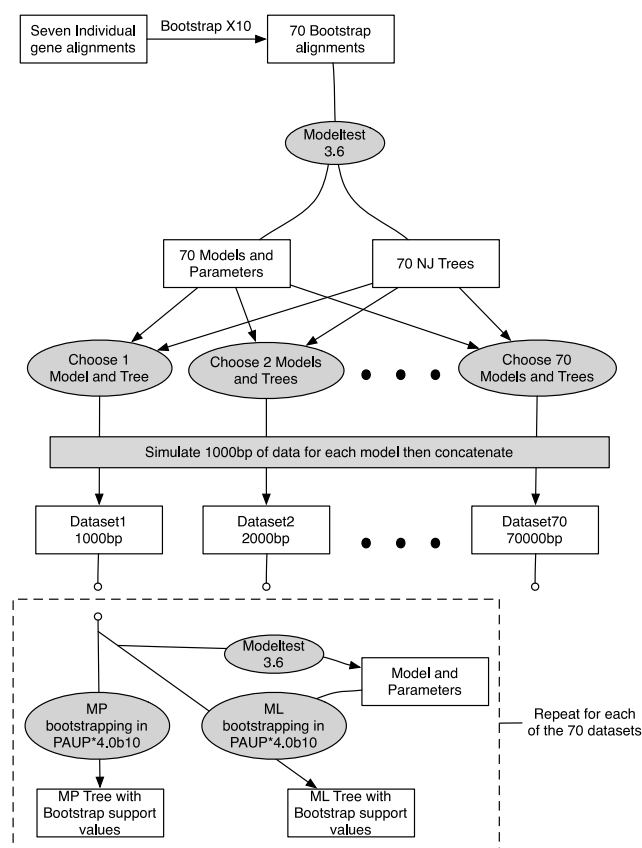 Seven Individual
gene alignments
Bootstrap X10
70 Bootstrap
alignments
Modeltest
3.6
70 Models and
Parameters
70 NJ Trees
Choose 1
Model and Tree
Choose 2 Models
and Trees
Choose 70
Models and Trees
Simulate 1000bp of data for each model then concatenate
Dataset1
1000bp
Dataset2
2000bp
Dataset70
70000bp
Modeltest
3.6
Model and
Parameters
MP
bootstrapping in
PAUP*4.0b10
ML
bootstrapping in
PAUP*4.0b10
Repeat for each
of the 70 datasets
MP Tree with
Bootstrap support
values
ML Tree with
Bootstrap support
values